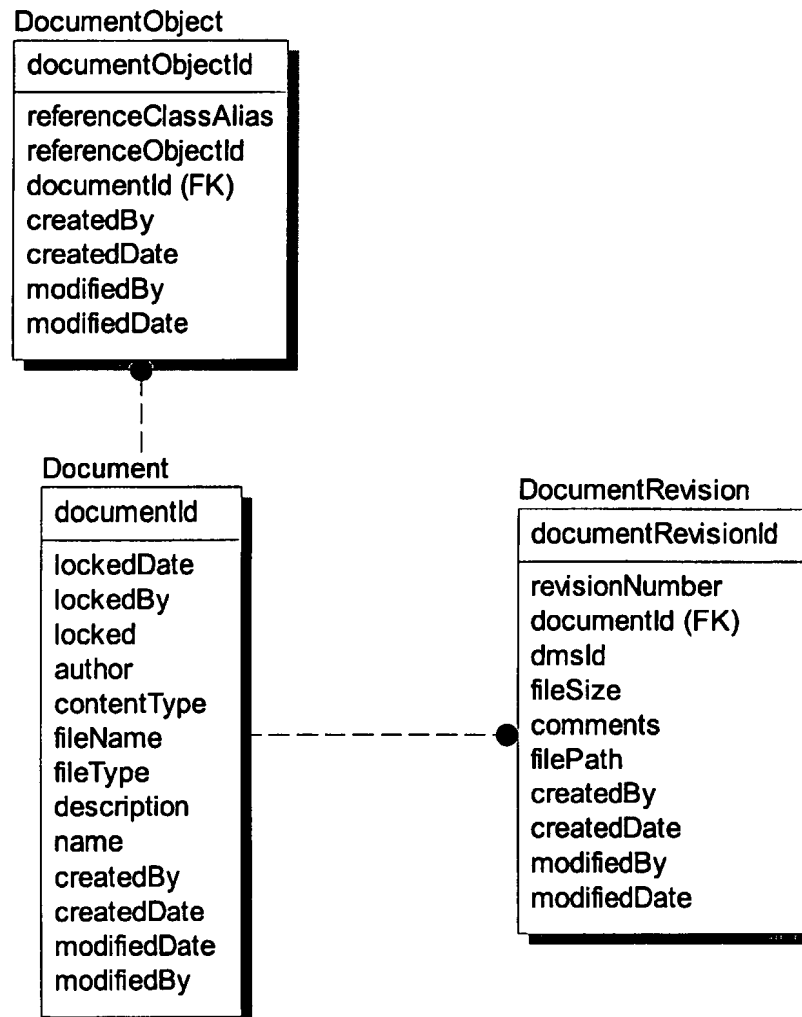 DocumentObject
documentObjectId
referenceClassAlias
referenceObjectId
documentId (FK)
createdBy
createdDate
modifiedBy
modifiedDate
Document
documentId
lockedDate
lockedBy
locked
author
contentType
fileName
fileType
description
name
createdBy
createdDate
modifiedDate
modifiedBy
DocumentRevision
documentRevisionId
revisionNumber
documentId (FK)
dmsId
fileSize
comments
filePath
createdBy
createdDate
modifiedBy
modifiedDate